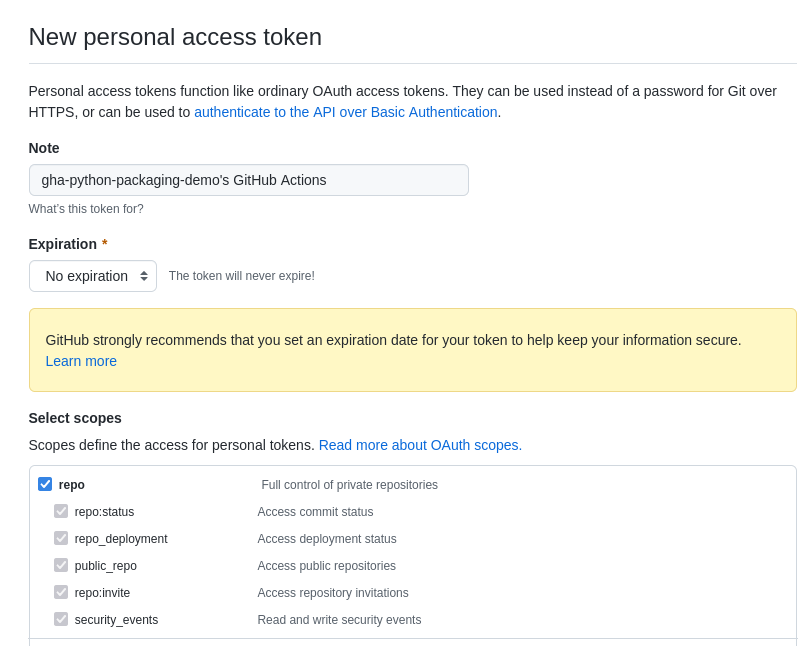 New personal access token
Personal access tokens function like ordinary OAuth access tokens. They can be used instead of a password for Git over
HTTPS, or can be used to authenticate to the API over Basic Authentication.
Note
gha-python-packaging-demo's GitHub Actions
What's this token for?
Expiration *
No expiration The token will never expire!
GitHub strongly recommends that you set an expiration date for your token to help keep your information secure.
Learn more
Select scopes
Scopes define the access for personal tokens. Read more about OAuth scopes.
repo Full control of private repositories
repo:status Access commit status
repo_deployment Access deployment status
public_repo Access public repositories
repo:invite Access repository invitations
security_events Read and write security events